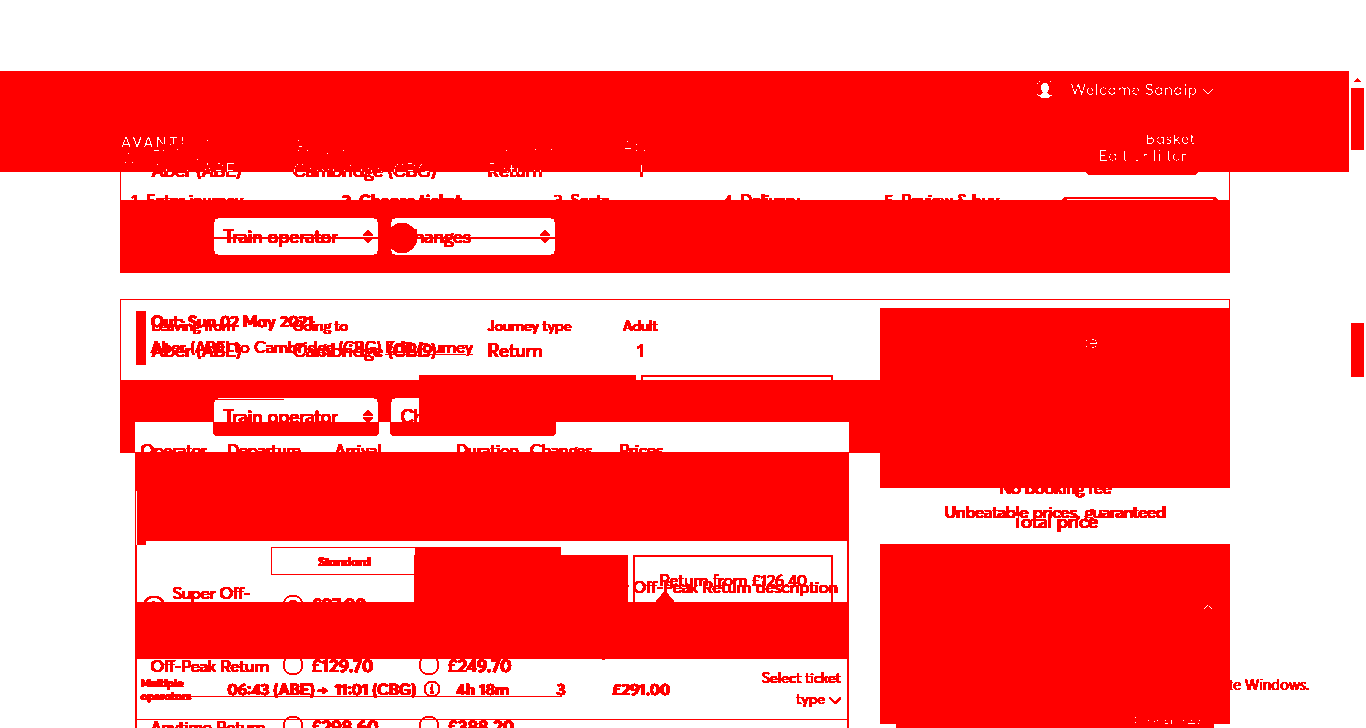 Welcome Sandip
AVANTI
Basket
Aber (ABE) Cambridge (CBG) Return 1
1. Enter journey 2. Choose ticket 3. Seats 4. Delivery 5. Review & buy
Train operator Changes
Out: Sun 02 May 2021
Leaving from Going to Journey type Adult
Aber (ABE) to Cambridge (CBG) Edit journey
Aber (ABE) Cambridge (CBG) Return 1
Train operator Ch
Operator Departure Arrival Duration Changes Prices
No booking fee
Unbeatable prices, guaranteed
Total price
Standard
Return from £126.40
Off-Peak Return description
Super Off-
Off-Peak Return £129.70 £249.70
Multiple operators 06:43 (ABE) → 11:01 (CBG) 4h 18m 3 £291.00
Select ticket
type
te Windows.
Anytime Return £298.60 £388.20